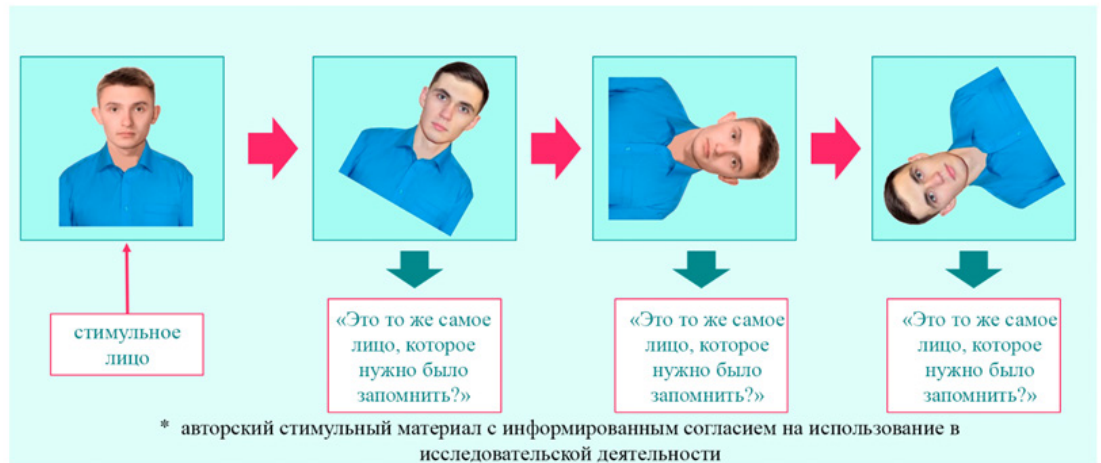 стимульное
лицо
«Это то же самое
лицо, которое
нужно было
запомнить?»
«Это то же самое
лицо, которое
нужно было
запомнить?»
«Это то же самое
лицо, которое
нужно было
запомнить?»
* авторский стимульный материал с информированным согласием на использование в
исследовательской деятельности